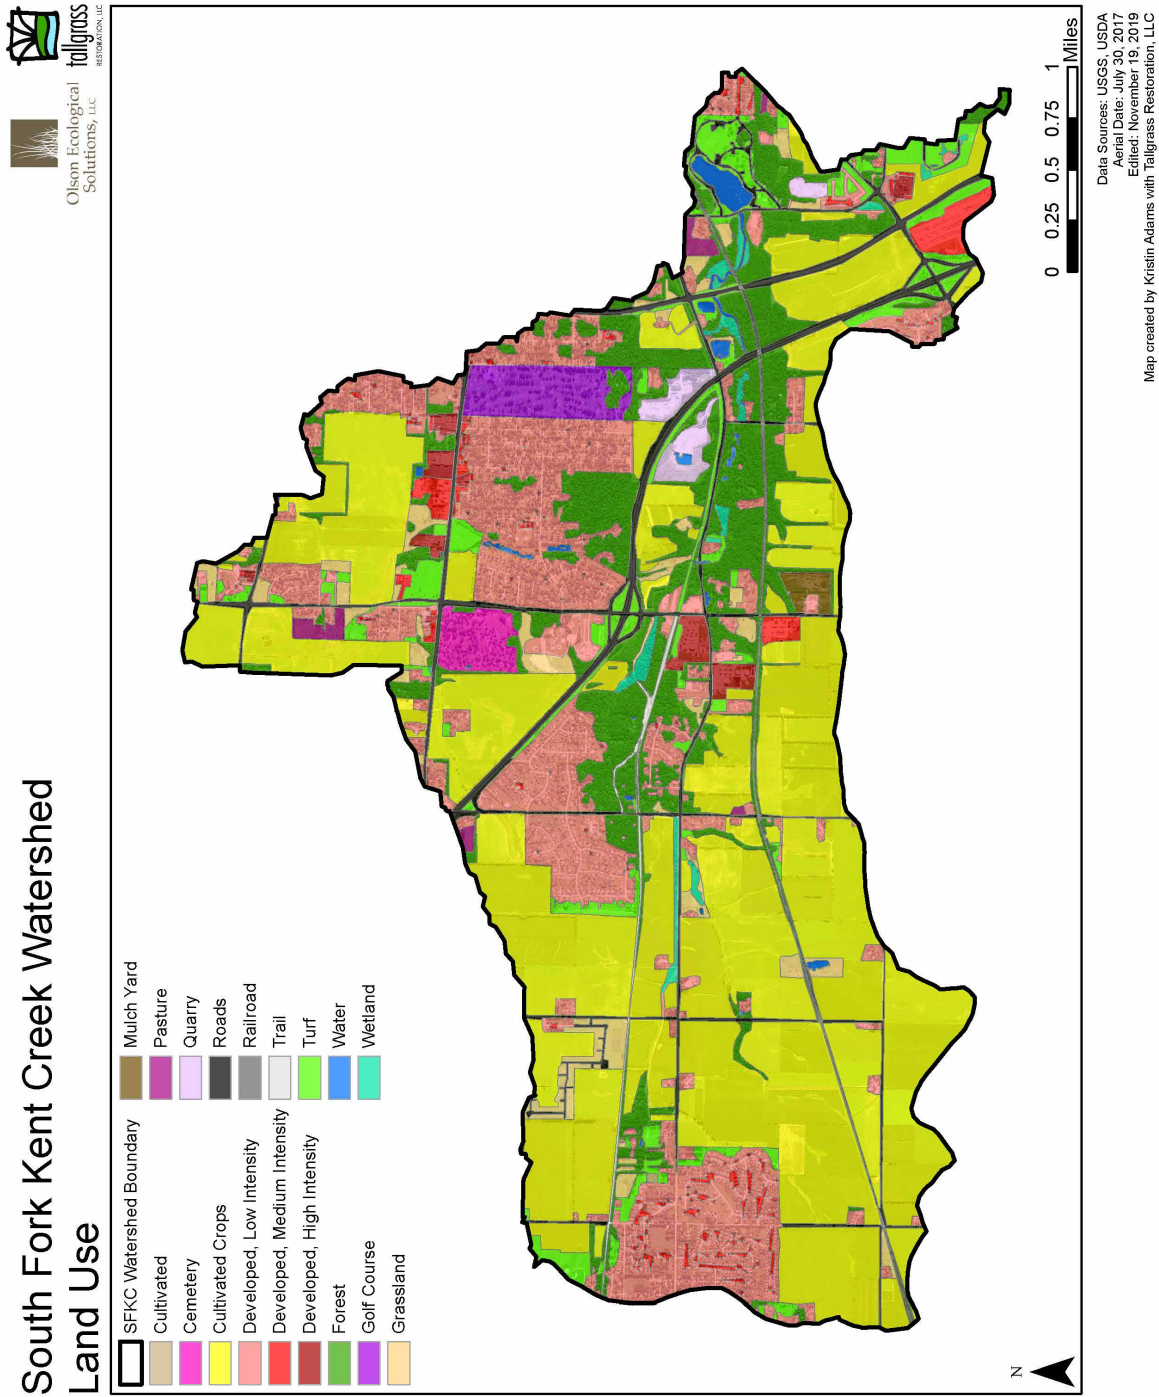 South Fork Kent Creek Watershed
Land Use
Olson Ecological
Solutions, LLC
tallgrass
RESTORATION, LLC
SFKC Watershed Boundary
Cultivated
Cemetery
Cultivated Crops
Developed, Low Intensity
Developed, Medium Intensity
Developed, High Intensity
Forest
Golf Course
Grassland
Mulch Yard
Pasture
Quarry
Roads
Railroad
Trail
Turf
Water
Wetland
N
0 0.25 0.5 0.75 1
Miles
Data Sources: USGS, USDA
Aerial Date: July 30, 2017
Edited: November 19, 2019
Map created by Kristin Adams with Tallgrass Restoration, LLC